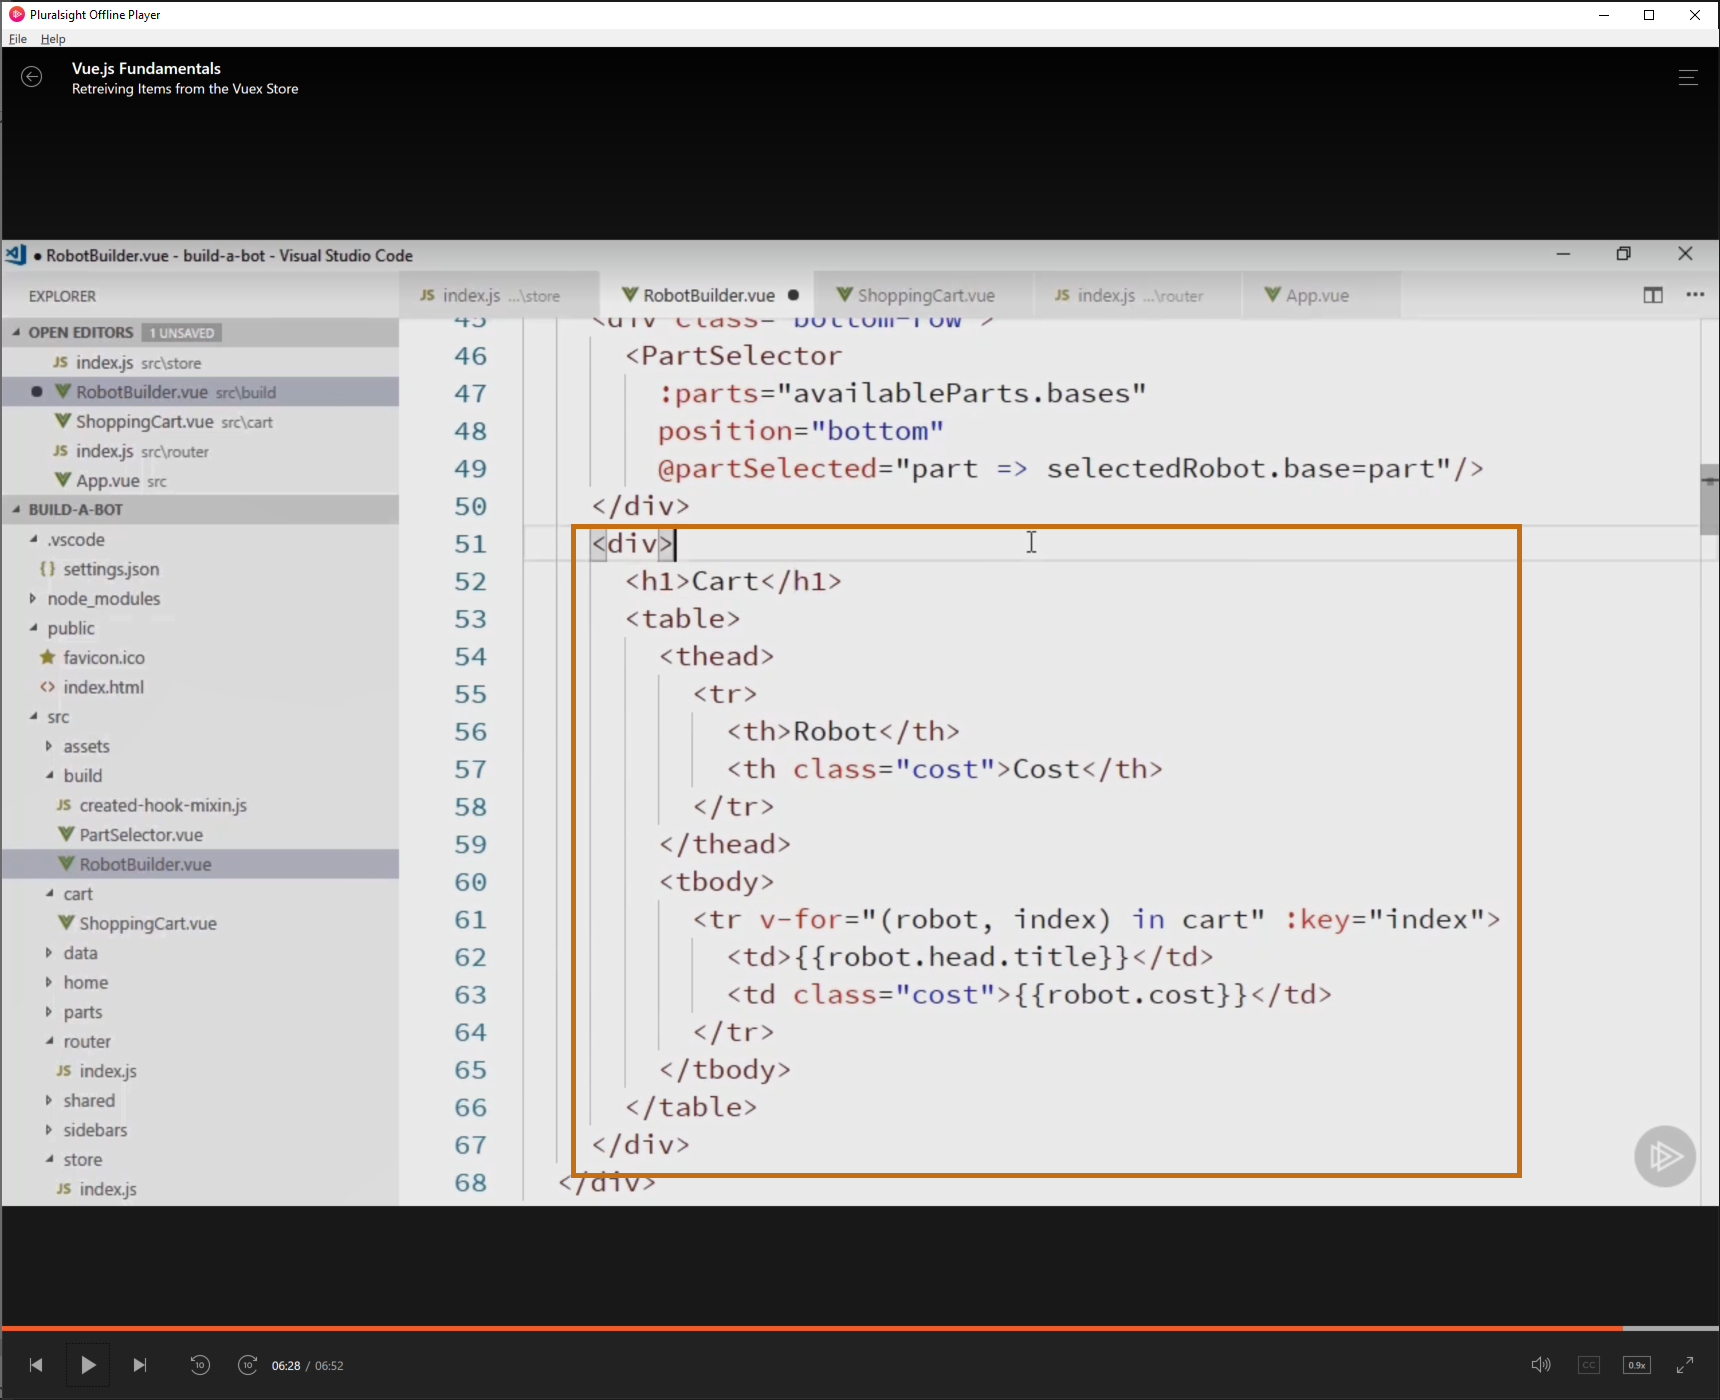 Pluralsight Offline Player
File Help
Vue.js Fundamentals
Retreiving Items from the Vuex Store
● RobotBuilder.vue - build-a-bot - Visual Studio Code
EXPLORER
JS index.js ...\store
RobotBuilder.vue ●
ShoppingCart.vue
JS index.js ...\router
App.vue
OPEN EDITORS 1 UNSAVED
JS index.js src\store
● RobotBuilder.vue src\build
ShoppingCart.vue src\cart
JS index.js src\router
App.vue src
BUILD-A-BOT
.vscode
{} settings.json
node_modules
public
favicon.ico
<> index.html
src
assets
build
JS created-hook-mixin.js
PartSelector.vue
RobotBuilder.vue
cart
ShoppingCart.vue
data
home
parts
router
JS index.js
shared
sidebars
store
JS index.js
45 <div class="bottom-row">
46 <PartSelector
47 :parts="availableParts.bases"
48 position="bottom"
49 @partSelected="part => selectedRobot.base=part"/>
50 </div>
51 <div>
52 <h1>Cart</h1>
53 <table>
54 <thead>
55 <tr>
56 <th>Robot</th>
57 <th class="cost">Cost</th>
58 </tr>
59 </thead>
60 <tbody>
61 <tr v-for="(robot, index) in cart" :key="index">
62 <td>{{robot.head.title}}</td>
63 <td class="cost">{{robot.cost}}</td>
64 </tr>
65 </tbody>
66 </table>
67 </div>
68 </div>
10 10 06:28 / 06:52 CC 0.9x